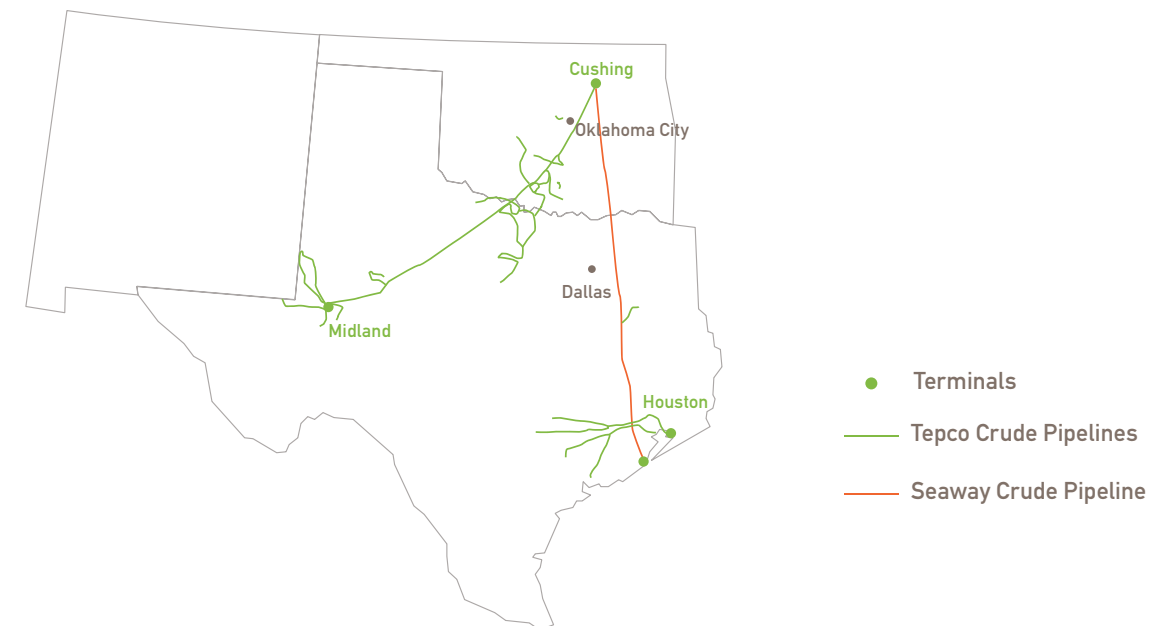 Cushing
Oklahoma City
Dallas
Midland
Houston
Terminals
Tepco Crude Pipelines
Seaway Crude Pipeline